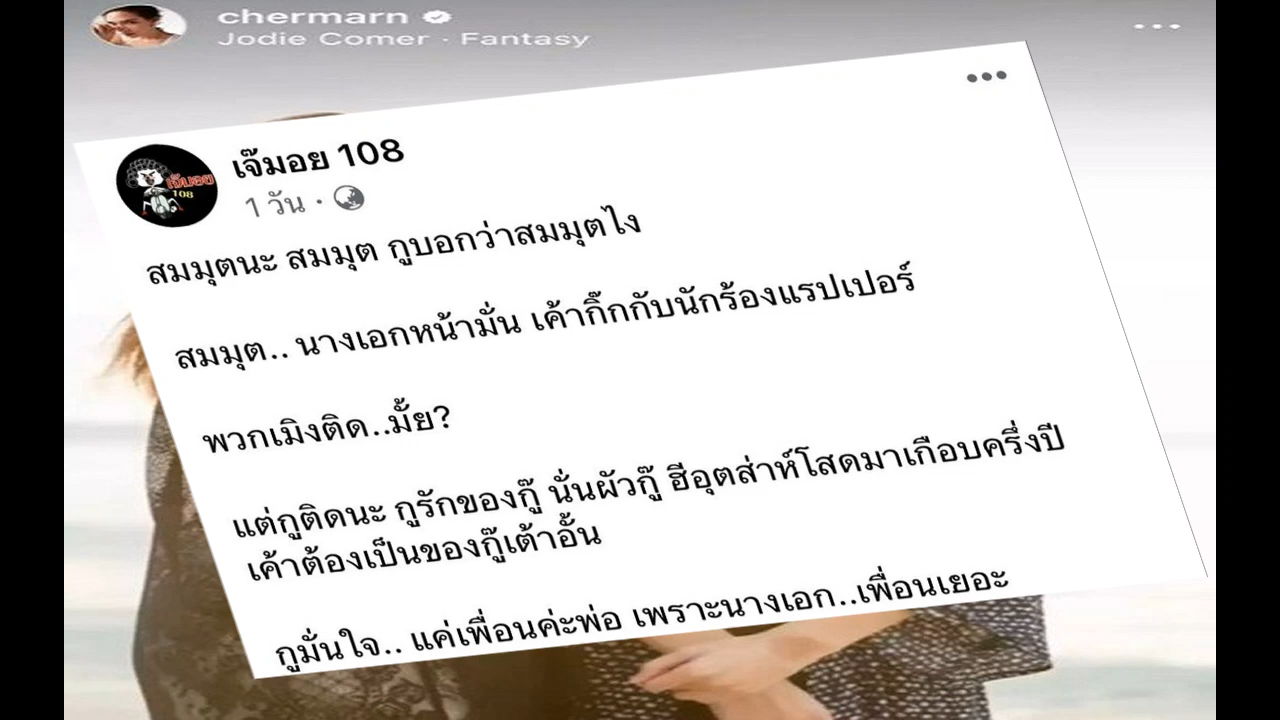 chermarn
Jodie Comer · Fantasy
เจ๊มอย 108
เจ๊มอย
108
1 วัน ·
สมมุตนะ สมมุต กูบอกว่าสมมุตไง
สมมุต.. นางเอกหน้ามั่น เค้ากิ๊กกับนักร้องแรปเปอร์
พวกเมิงติด..มั้ย?
แต่กูติดนะ กูรักของกู๊ นั่นผัวกู๊ ฮีอุตส่าห์โสดมาเกือบครึ่งปี
เค้าต้องเป็นของกู๊เต้าอั้น
กูมั่นใจ.. แค่เพื่อนค่ะพ่อ เพราะนางเอก..เพื่อนเยอะ